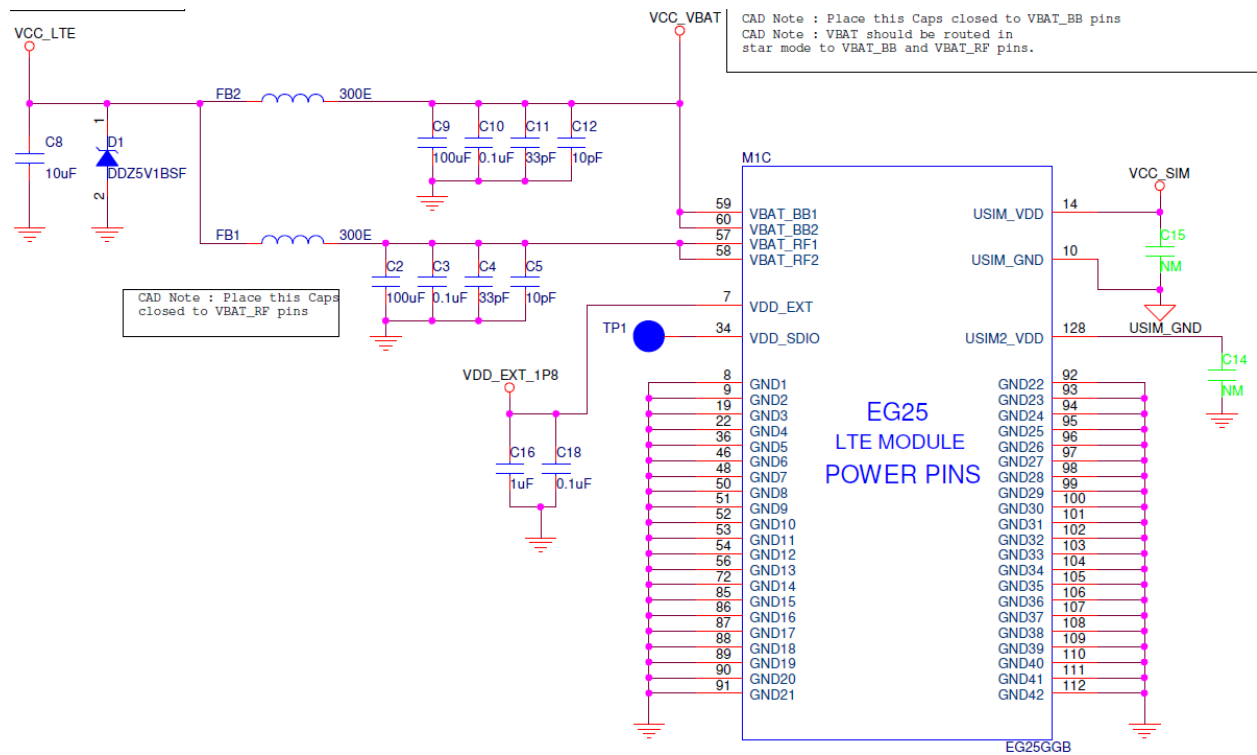 VCC_LTE
VCC_VBAT
CAD Note : Place this Caps closed to VBAT_BB pins
CAD Note : VBAT should be routed in
star mode to VBAT_BB and VBAT_RF pins.
FB2
300E
C8
10uF
1
D1
DDZ5V1BSF
2
C9
100uF
C10
0.1uF
C11
33pF
C12
10pF
FB1
300E
C2
100uF
C3
0.1uF
C4
33pF
C5
10pF
CAD Note : Place this Caps
closed to VBAT_RF pins
TP1
VDD_EXT_1P8
C16
1uF
C18
0.1uF
M1C
59 VBAT_BB1
60 VBAT_BB2
57 VBAT_RF1
58 VBAT_RF2
7 VDD_EXT
34 VDD_SDIO
8 GND1
9 GND2
19 GND3
22 GND4
36 GND5
46 GND6
48 GND7
50 GND8
51 GND9
52 GND10
53 GND11
54 GND12
56 GND13
72 GND14
85 GND15
86 GND16
87 GND17
88 GND18
89 GND19
90 GND20
91 GND21
EG25
LTE MODULE
POWER PINS
USIM_VDD 14
USIM_GND 10
USIM2_VDD 128
GND22 92
GND23 93
GND24 94
GND25 95
GND26 96
GND27 97
GND28 98
GND29 99
GND30 100
GND31 101
GND32 102
GND33 103
GND34 104
GND35 105
GND36 106
GND37 107
GND38 108
GND39 109
GND40 110
GND41 111
GND42 112
EG25GGB
VCC_SIM
C15
NM
USIM_GND
C14
NM